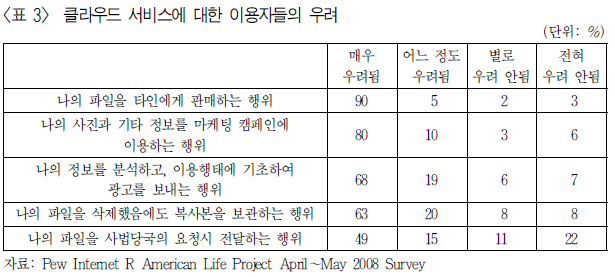 <표 3> 클라우드 서비스에 대한 이용자들의 우려
(단위: %)
매우 우려됨 어느 정도 우려됨 별로 우려 안됨 전혀 우려 안됨
나의 파일을 타인에게 판매하는 행위 90 5 2 3
나의 사진과 기타 정보를 마케팅 캠페인에 이용하는 행위 80 10 3 6
나의 정보를 분석하고, 이용행태에 기초하여 광고를 보내는 행위 68 19 6 7
나의 파일을 삭제했음에도 복사본을 보관하는 행위 63 20 8 8
나의 파일을 사법당국의 요청시 전달하는 행위 49 15 11 22
자료: Pew Internet R American Life Project April~May 2008 Survey